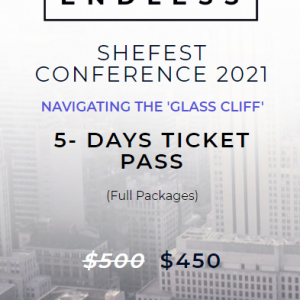 ENDLESS
SHEFEST
CONFERENCE 2021
NAVIGATING THE 'GLASS CLIFF'
5- DAYS TICKET
PASS
(Full Packages)
$500 $450